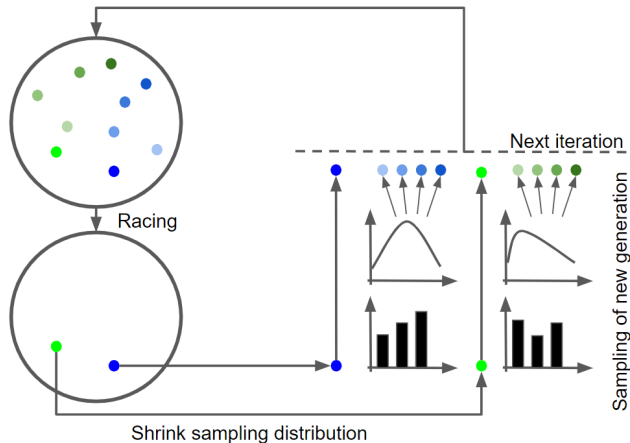 Next iteration
Racing
Sampling of new generation
Shrink sampling distribution